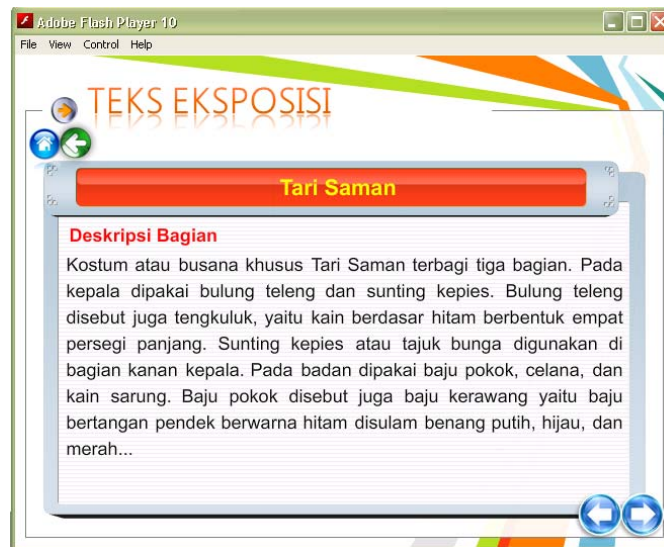 Adobe Flash Player 10
File View Control Help
TEKS EKSPOSISI
Tari Saman
Deskripsi Bagian
Kostum atau busana khusus Tari Saman terbagi tiga bagian. Pada
kepala dipakai bulung teleng dan sunting kepies. Bulung teleng
disebut juga tengkuluk, yaitu kain berdasar hitam berbentuk empat
persegi panjang. Sunting kepies atau tajuk bunga digunakan di
bagian kanan kepala. Pada badan dipakai baju pokok, celana, dan
kain sarung. Baju pokok disebut juga baju kerawang yaitu baju
bertangan pendek berwarna hitam disulam benang putih, hijau, dan
merah...